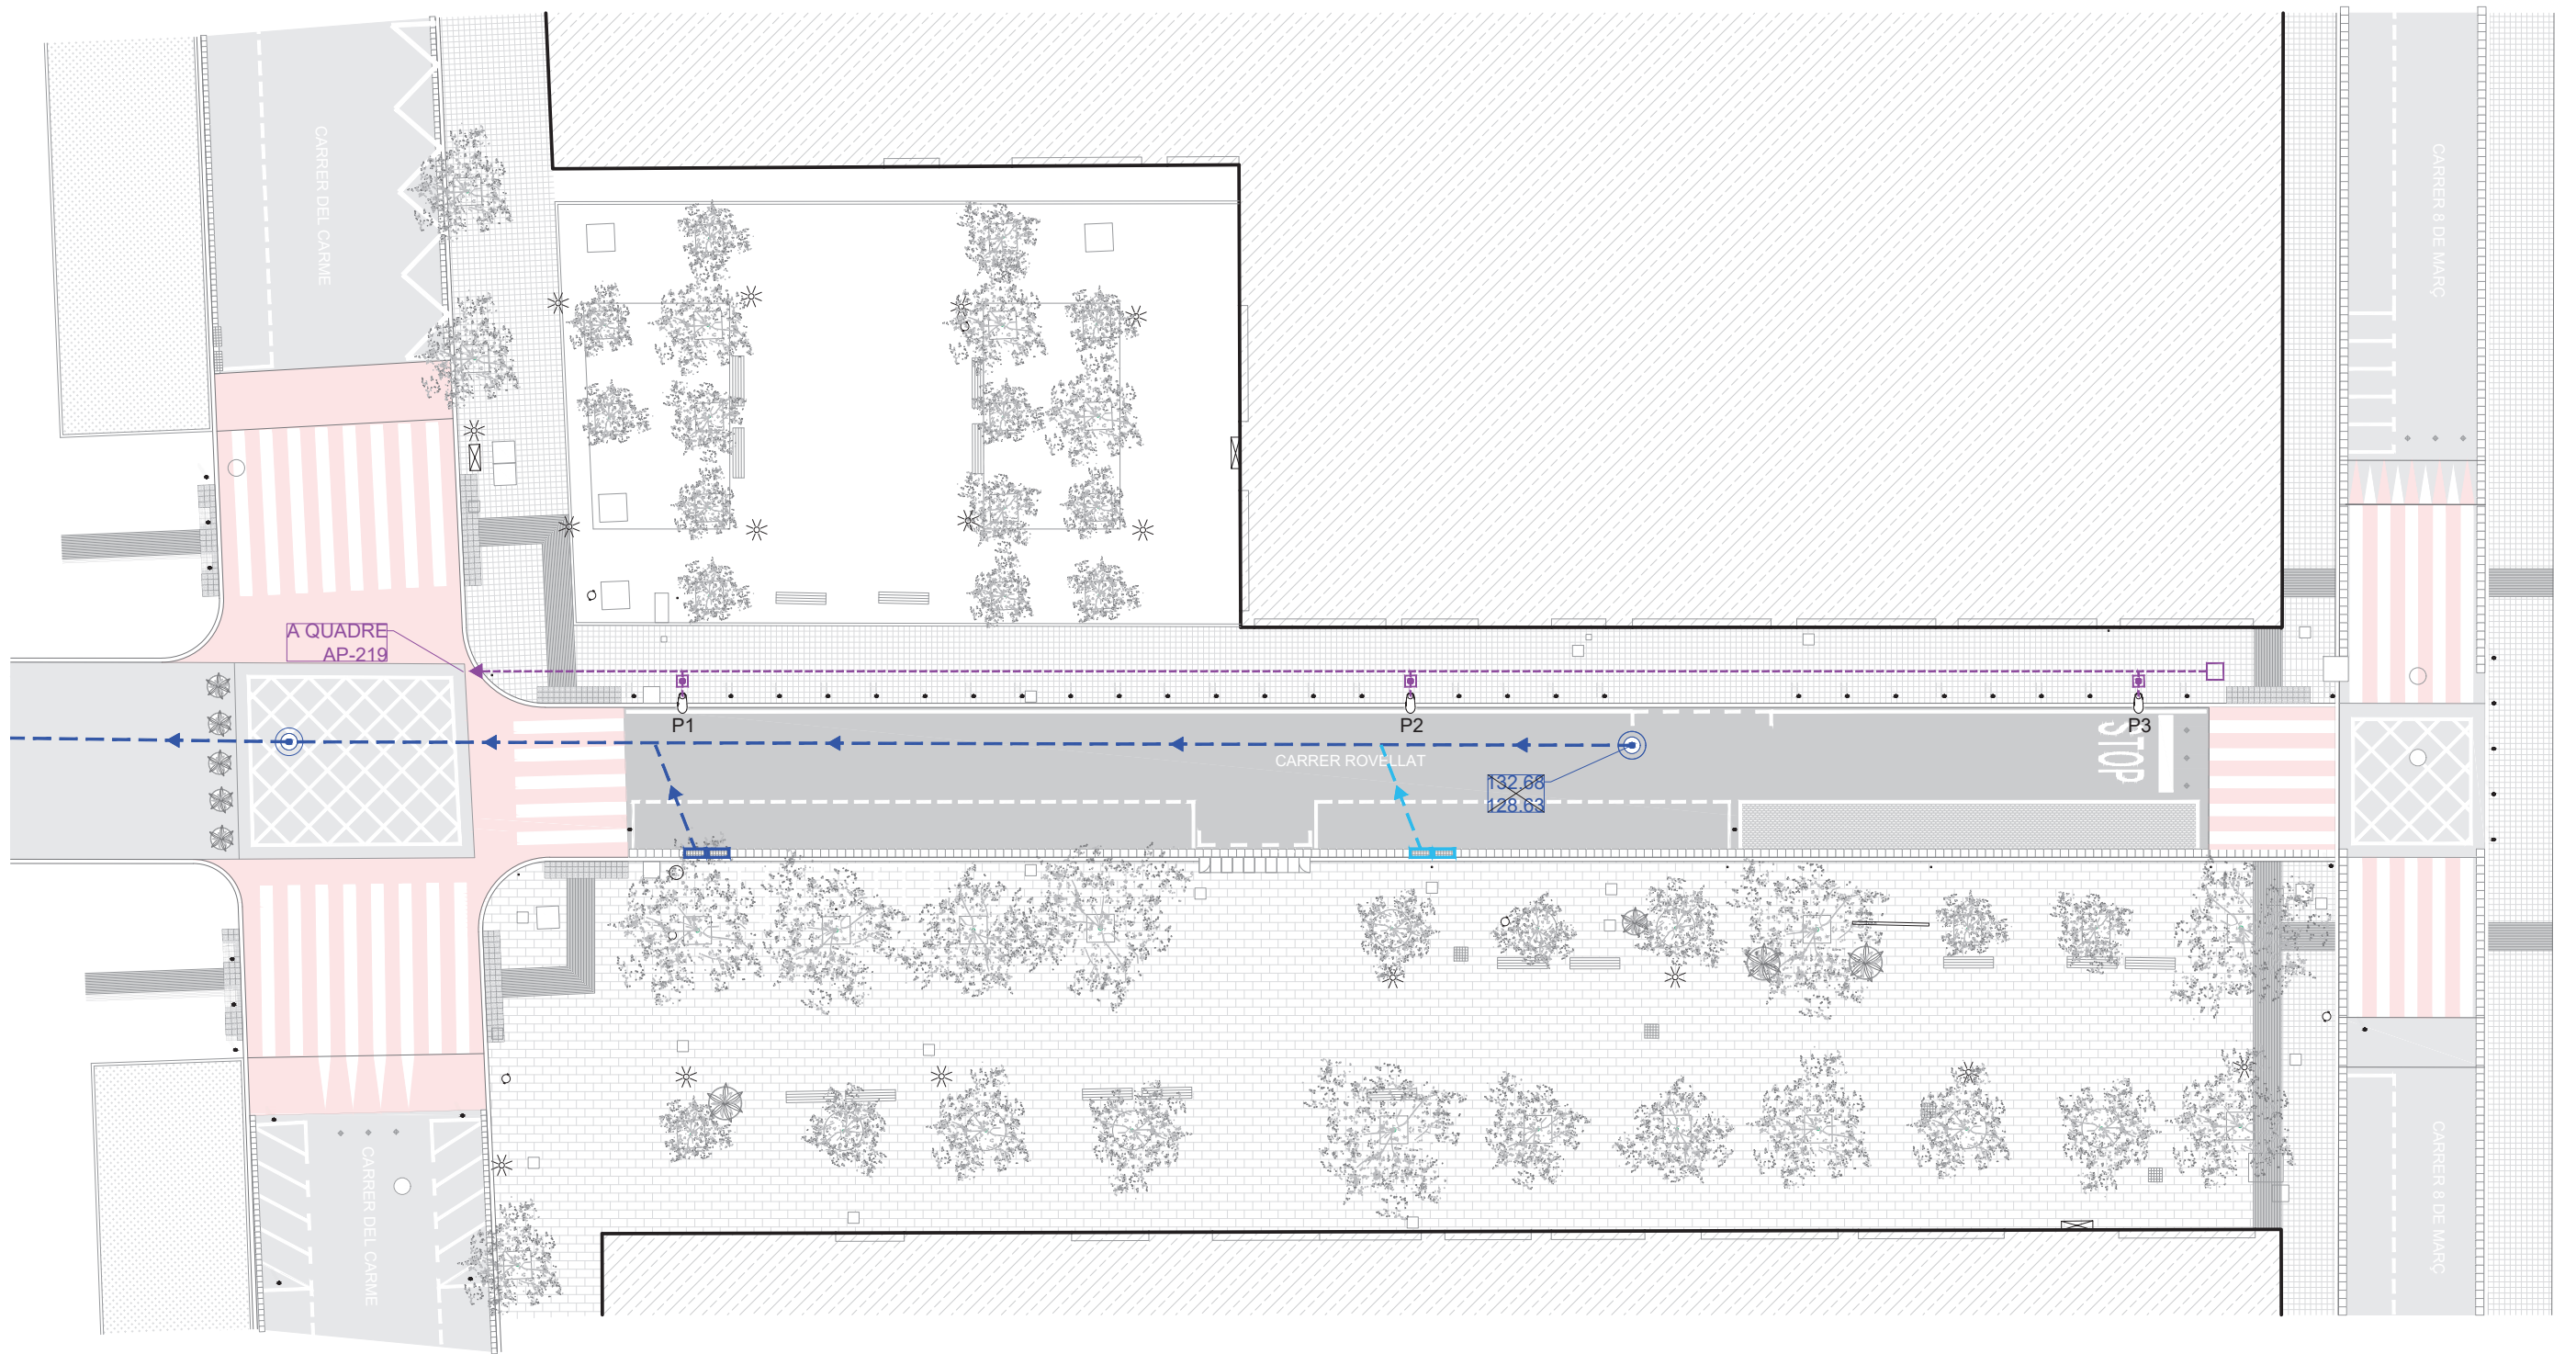 CARRER DEL CARME
CARRER 8 DE MARÇ
A QUADRE
AP-219
P1
P2
P3
STOP
CARRER ROVELLAT
132.68
128.63
CARRER DEL CARME
CARRER 8 DE MARÇ